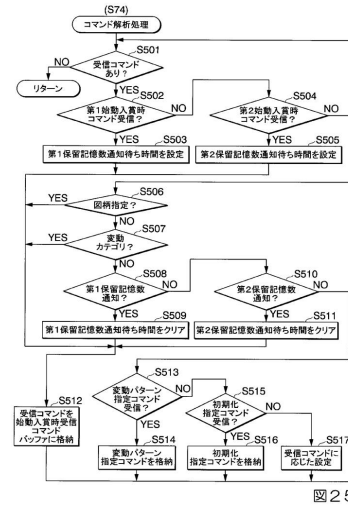 (S74)
コマンド解析処理
S501
受信コマンド
あり？
NO
YES
リターン
S502
第1始動入賞時
コマンド受信？
NO
YES
S504
第2始動入賞時
コマンド受信？
NO
YES
S503
第1保留記憶数通知待ち時間を設定
S505
第2保留記憶数通知待ち時間を設定
S506
図柄指定？
YES
NO
S507
変動
カテゴリ？
YES
NO
S508
第1保留記憶数
通知？
NO
YES
S510
第2保留記憶数
通知？
NO
YES
S509
第1保留記憶数通知待ち時間をクリア
S511
第2保留記憶数通知待ち時間をクリア
S512
受信コマンドを
始動入賞時受信
コマンド
バッファに格納
S513
変動パターン
指定コマンド
受信？
NO
YES
S515
初期化
指定コマンド
受信？
NO
YES
S514
変動パターン
指定コマンドを格納
S516
初期化
指定コマンドを格納
S517
受信コマンドに
応じた設定
図25